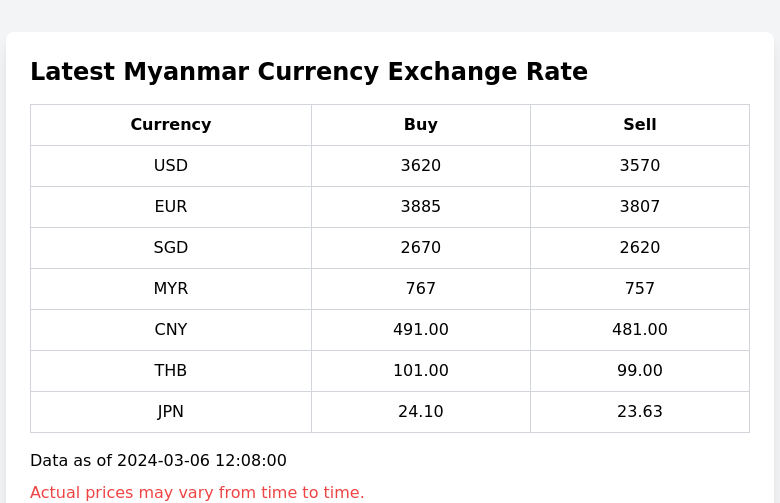 Latest Myanmar Currency Exchange Rate
Currency Buy Sell
USD 3620 3570
EUR 3885 3807
SGD 2670 2620
MYR 767 757
CNY 491.00 481.00
THB 101.00 99.00
JPN 24.10 23.63
Data as of 2024-03-06 12:08:00
Actual prices may vary from time to time.